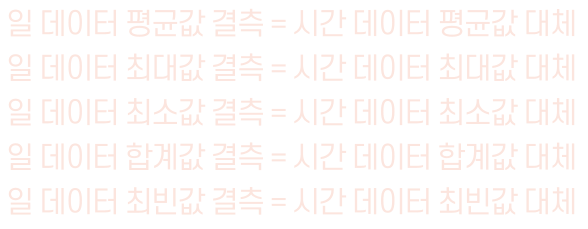 일 데이터 평균값 결측 = 시간 데이터 평균값 대체
일 데이터 최대값 결측 = 시간 데이터 최대값 대체
일 데이터 최소값 결측 = 시간 데이터 최소값 대체
일 데이터 합계값 결측 = 시간 데이터 합계값 대체
일 데이터 최빈값 결측 = 시간 데이터 최빈값 대체